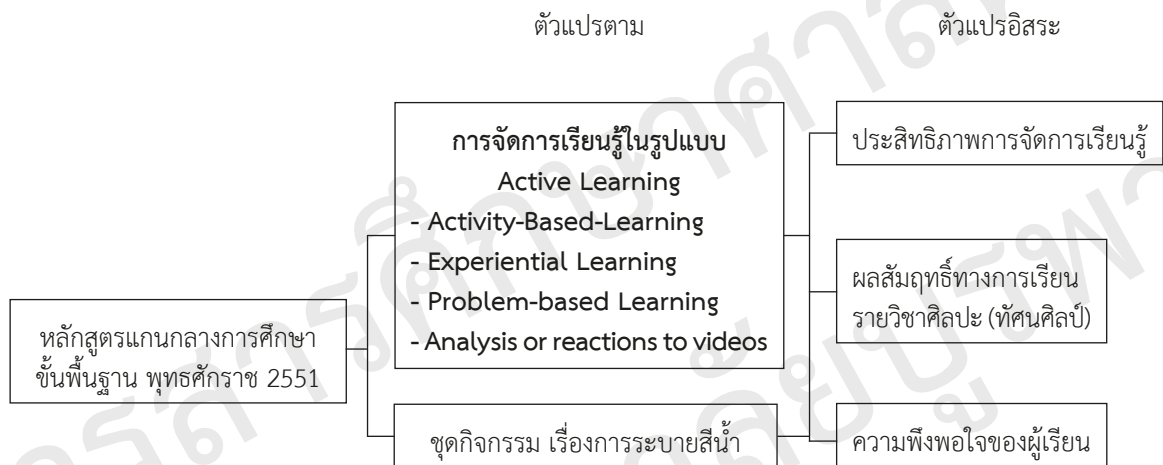 ตัวแปรตาม
ตัวแปรอิสระ
การจัดการเรียนรู้ในรูปแบบ
Active Learning
- Activity-Based-Learning
- Experiential Learning
- Problem-based Learning
- Analysis or reactions to videos
ประสิทธิภาพการจัดการเรียนรู้
ผลสัมฤทธิ์ทางการเรียน
รายวิชาศิลปะ (ทัศนศิลป์)
หลักสูตรแกนกลางการศึกษา
ขั้นพื้นฐาน พุทธศักราช 2551
ชุดกิจกรรม เรื่องการระบายสีน้ำ
ความพึงพอใจของผู้เรียน